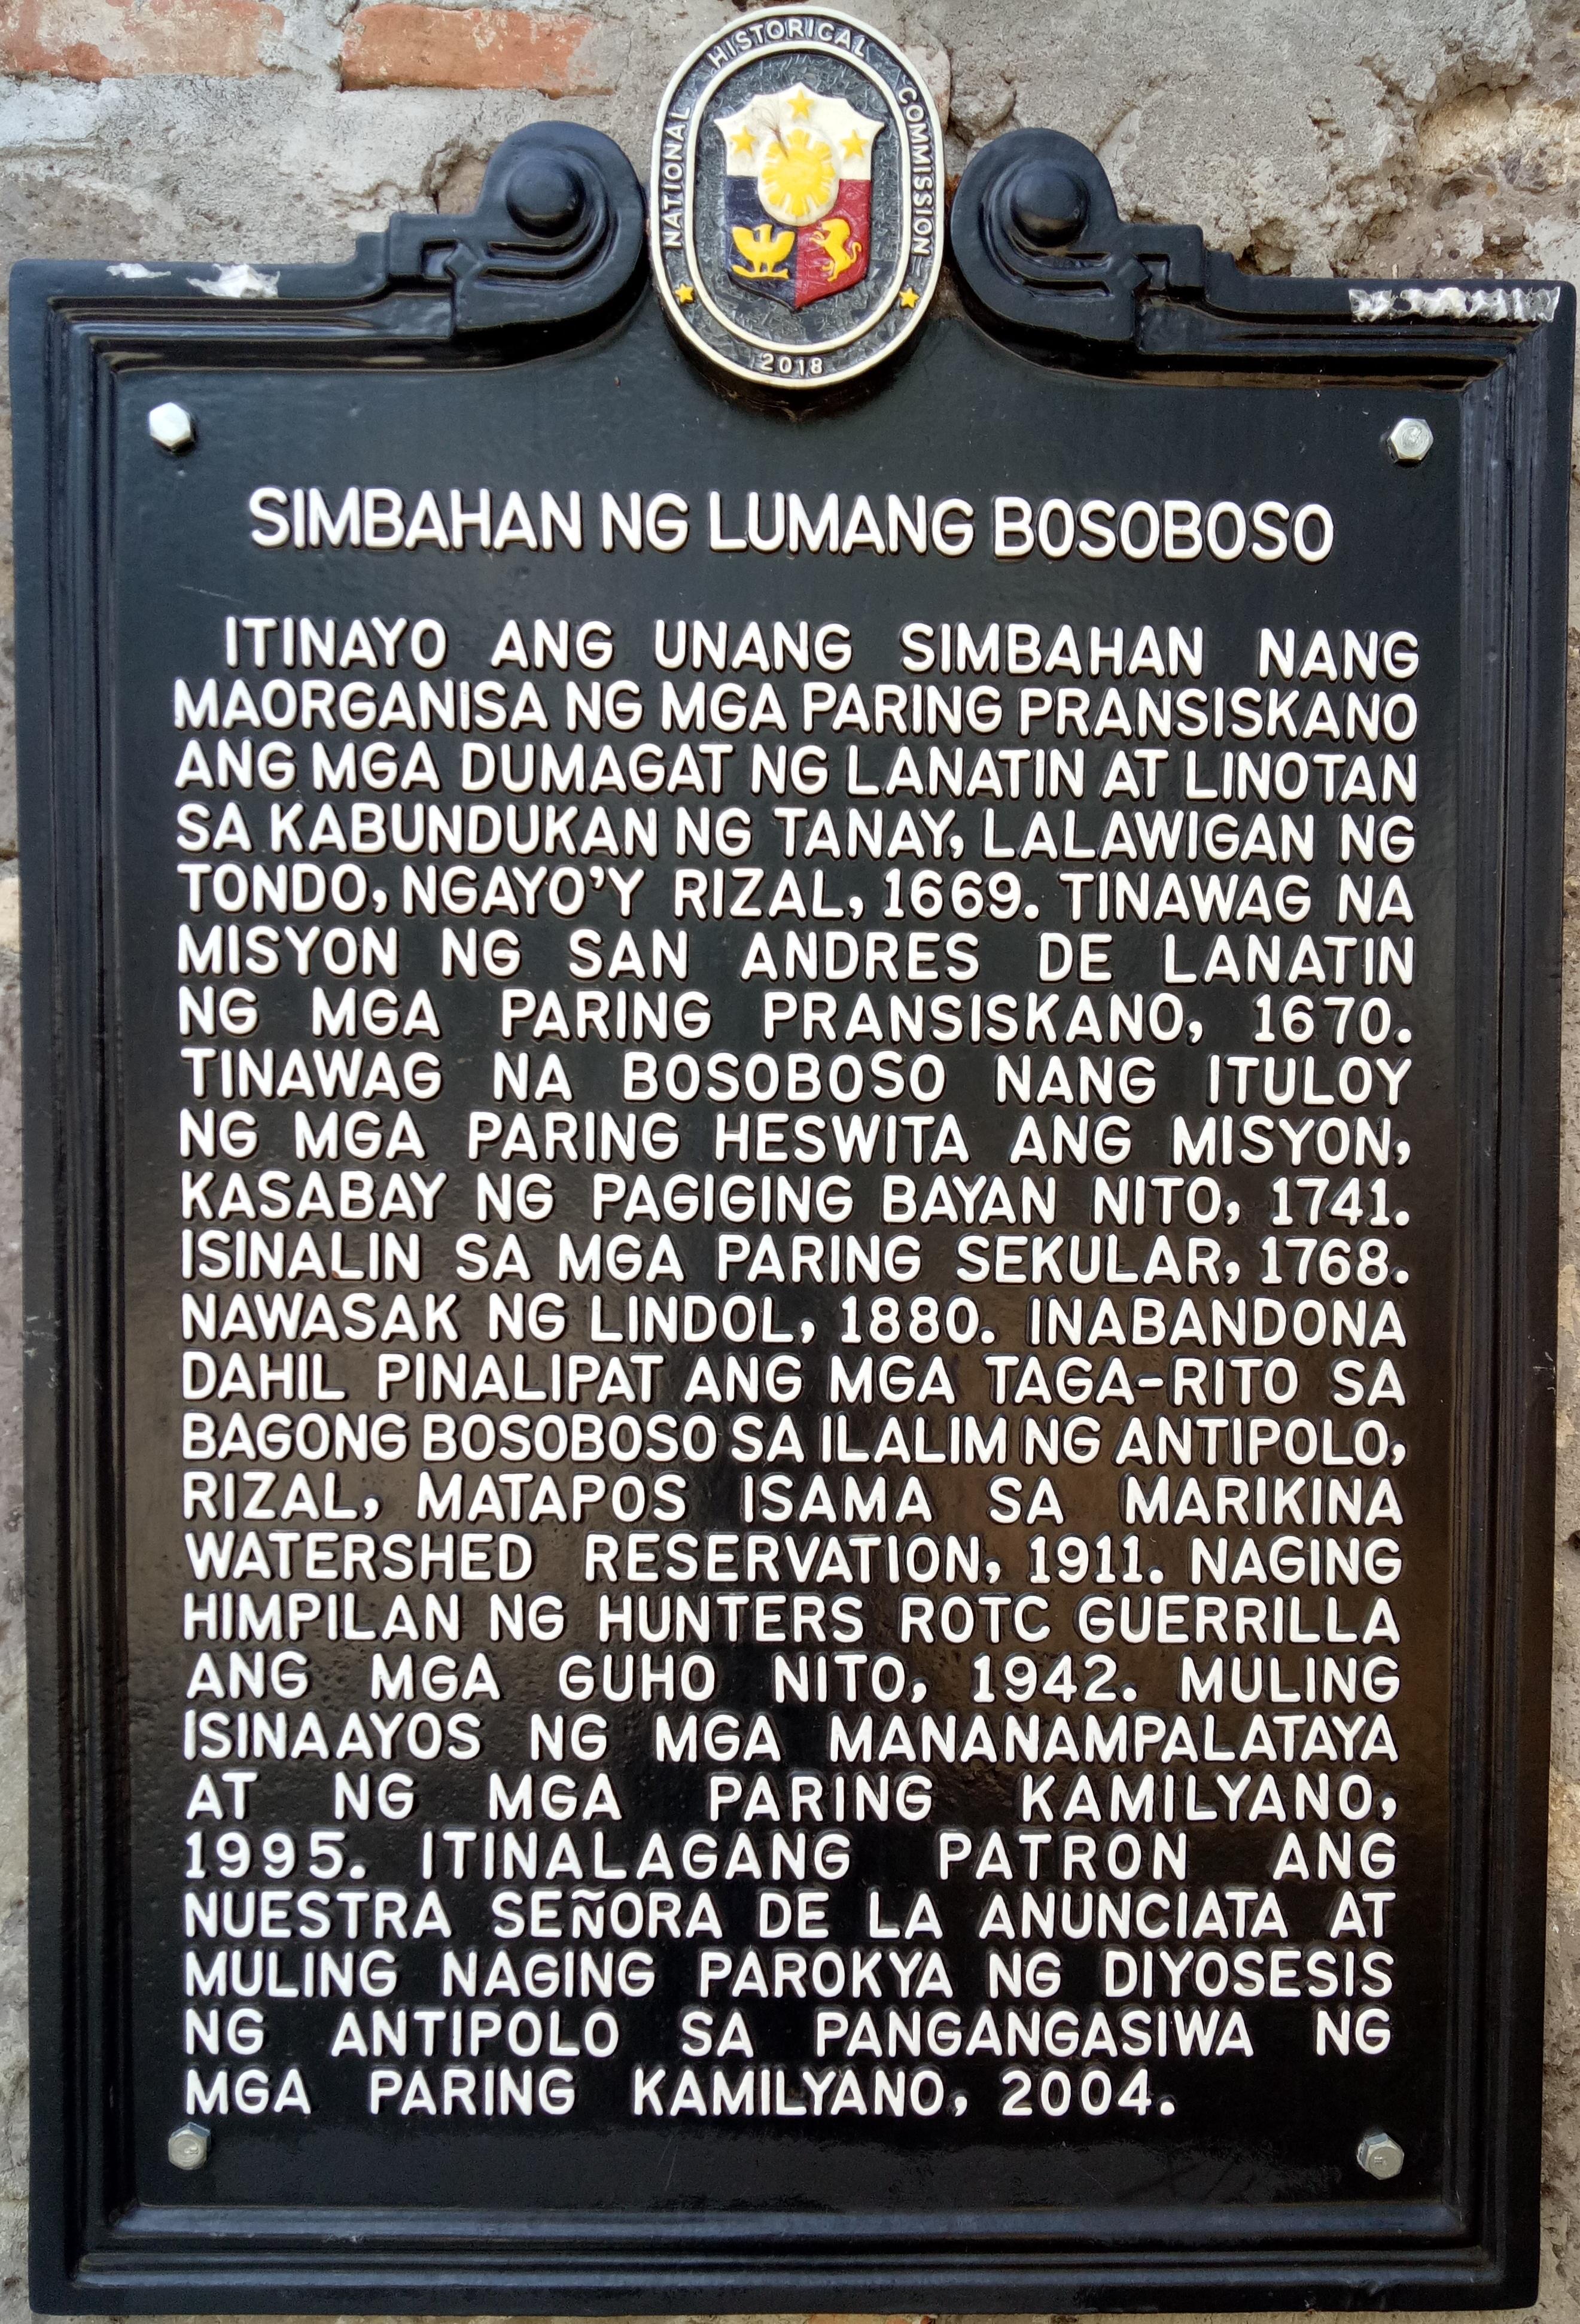 NATIONAL HISTORICAL COMMISSION
2018
SIMBAHAN NG LUMANG BOSOBOSO
ITINAYO ANG UNANG SIMBAHAN NANG
MAORGANISA NG MGA PARING PRANSISKANO
ANG MGA DUMAGAT NG LANATIN AT LINOTAN
SA KABUNDUKAN NG TANAY, LALAWIGAN NG
TONDO, NGAYO'Y RIZAL, 1669. TINAWAG NA
MISYON NG SAN ANDRES DE LANATIN
NG MGA PARING PRANSISKANO, 1670.
TINAWAG NA BOSOBOSO NANG ITULOY
NG MGA PARING HESWITA ANG MISYON,
KASABAY NG PAGIGING BAYAN NITO, 1741.
ISINALIN SA MGA PARING SEKULAR, 1768.
NAWASAK NG LINDOL, 1880. INABANDONA
DAHIL PINALIPAT ANG MGA TAGA-RITO SA
BAGONG BOSOBOSO SA ILALIM NG ANTIPOLO,
RIZAL, MATAPOS ISAMA SA MARIKINA
WATERSHED RESERVATION, 1911. NAGING
HIMPILAN NG HUNTERS ROTC GUERRILLA
ANG MGA GUHO NITO, 1942. MULING
ISINAAYOS NG MGA MANANAMPALATAYA
AT NG MGA PARING KAMILYANO,
1995. ITINALAGANG PATRON ANG
NUESTRA SEÑORA DE LA ANUNCIATA AT
MULING NAGING PAROKYA NG DIYOSESIS
NG ANTIPOLO SA PANGANGASIWA NG
MGA PARING KAMILYANO, 2004.